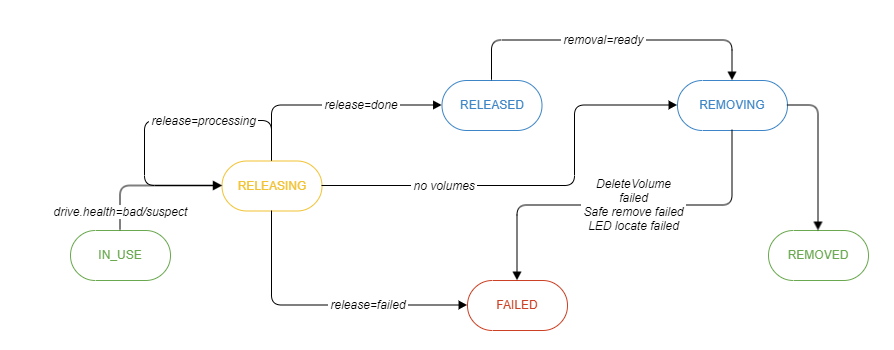 removal=ready
release=done
RELEASED
REMOVING
release=processing
RELEASING
no volumes
DeleteVolume
failed
Safe remove failed
LED locate failed
drive.health=bad/suspect
IN_USE
REMOVED
release=failed
FAILED